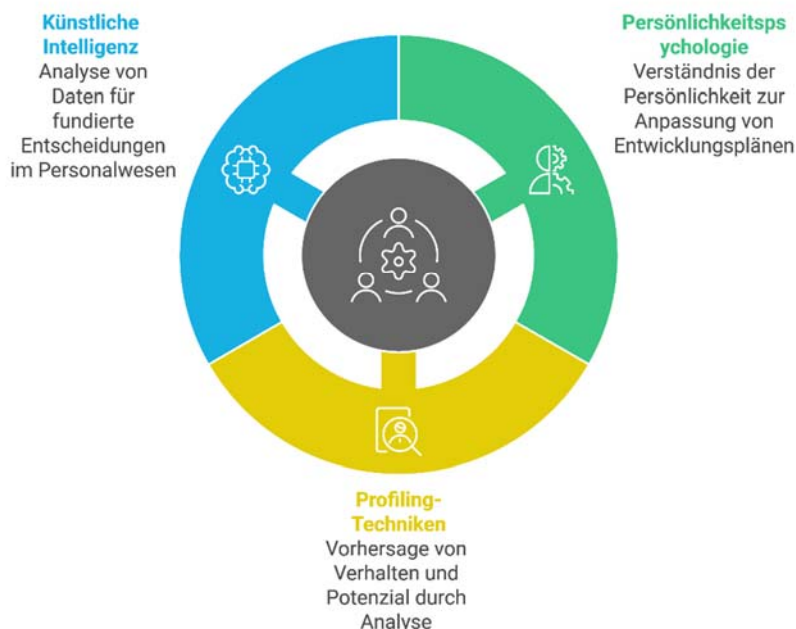 Künstliche
Intelligenz
Analyse von
Daten für
fundierte
Entscheidungen
im Personalwesen
Persönlichkeitsps
ychologie
Verständnis der
Persönlichkeit zur
Anpassung von
Entwicklungsplänen
Profiling-
Techniken
Vorhersage von
Verhalten und
Potenzial durch
Analyse